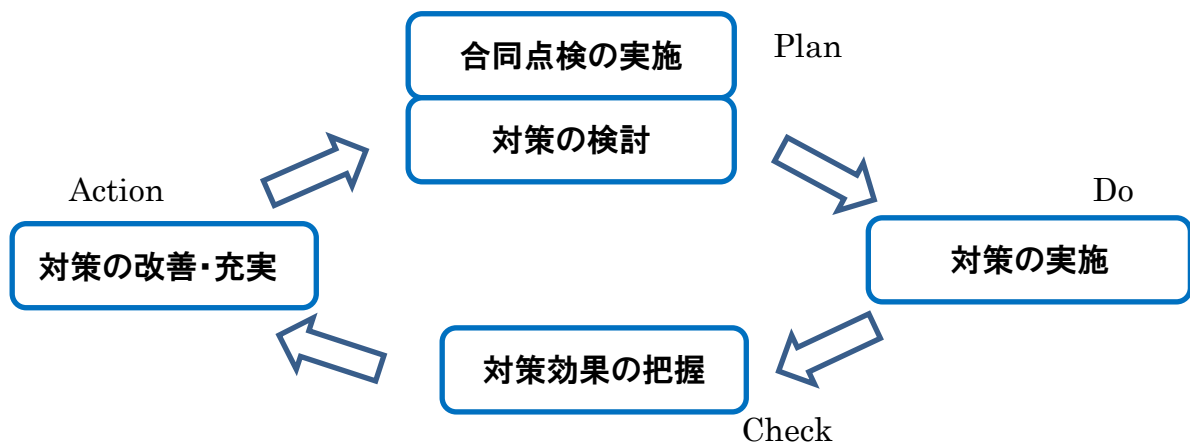 合同点検の実施
Plan
対策の検討
Action
Do
対策の改善・充実
対策の実施
対策効果の把握
Check